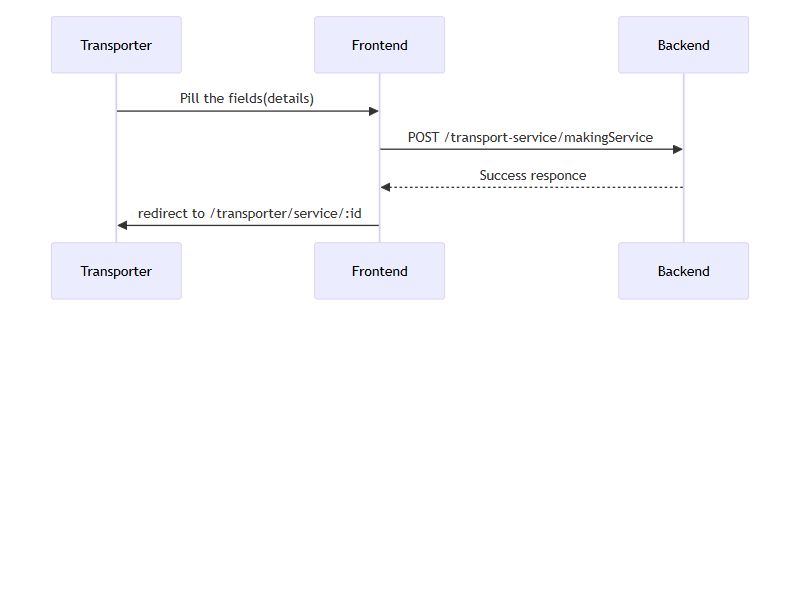 Transporter
Frontend
Backend
Pill the fields(details)
POST /transport-service/makingService
Success responce
redirect to /transporter/service/:id
Transporter
Frontend
Backend